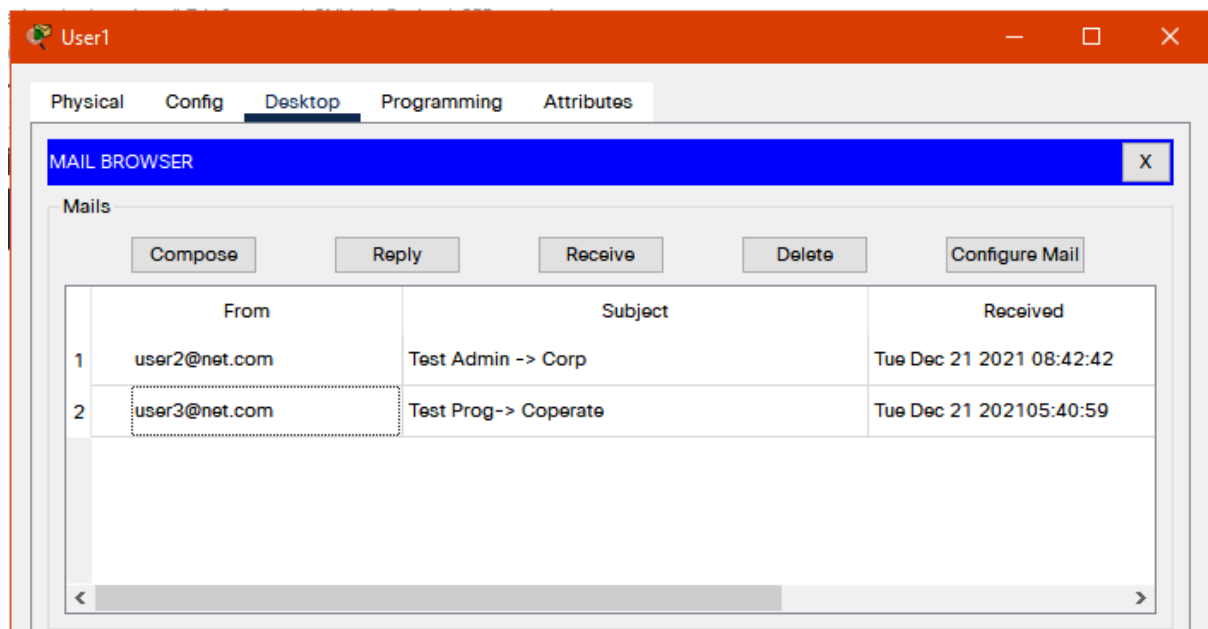 User1
Physical Config Desktop Programming Attributes
MAIL BROWSER X
Mails
Compose Reply Receive Delete Configure Mail
From Subject Received
1 user2@net.com Test Admin -> Corp Tue Dec 21 2021 08:42:42
2 user3@net.com Test Prog-> Coperate Tue Dec 21 202105:40:59